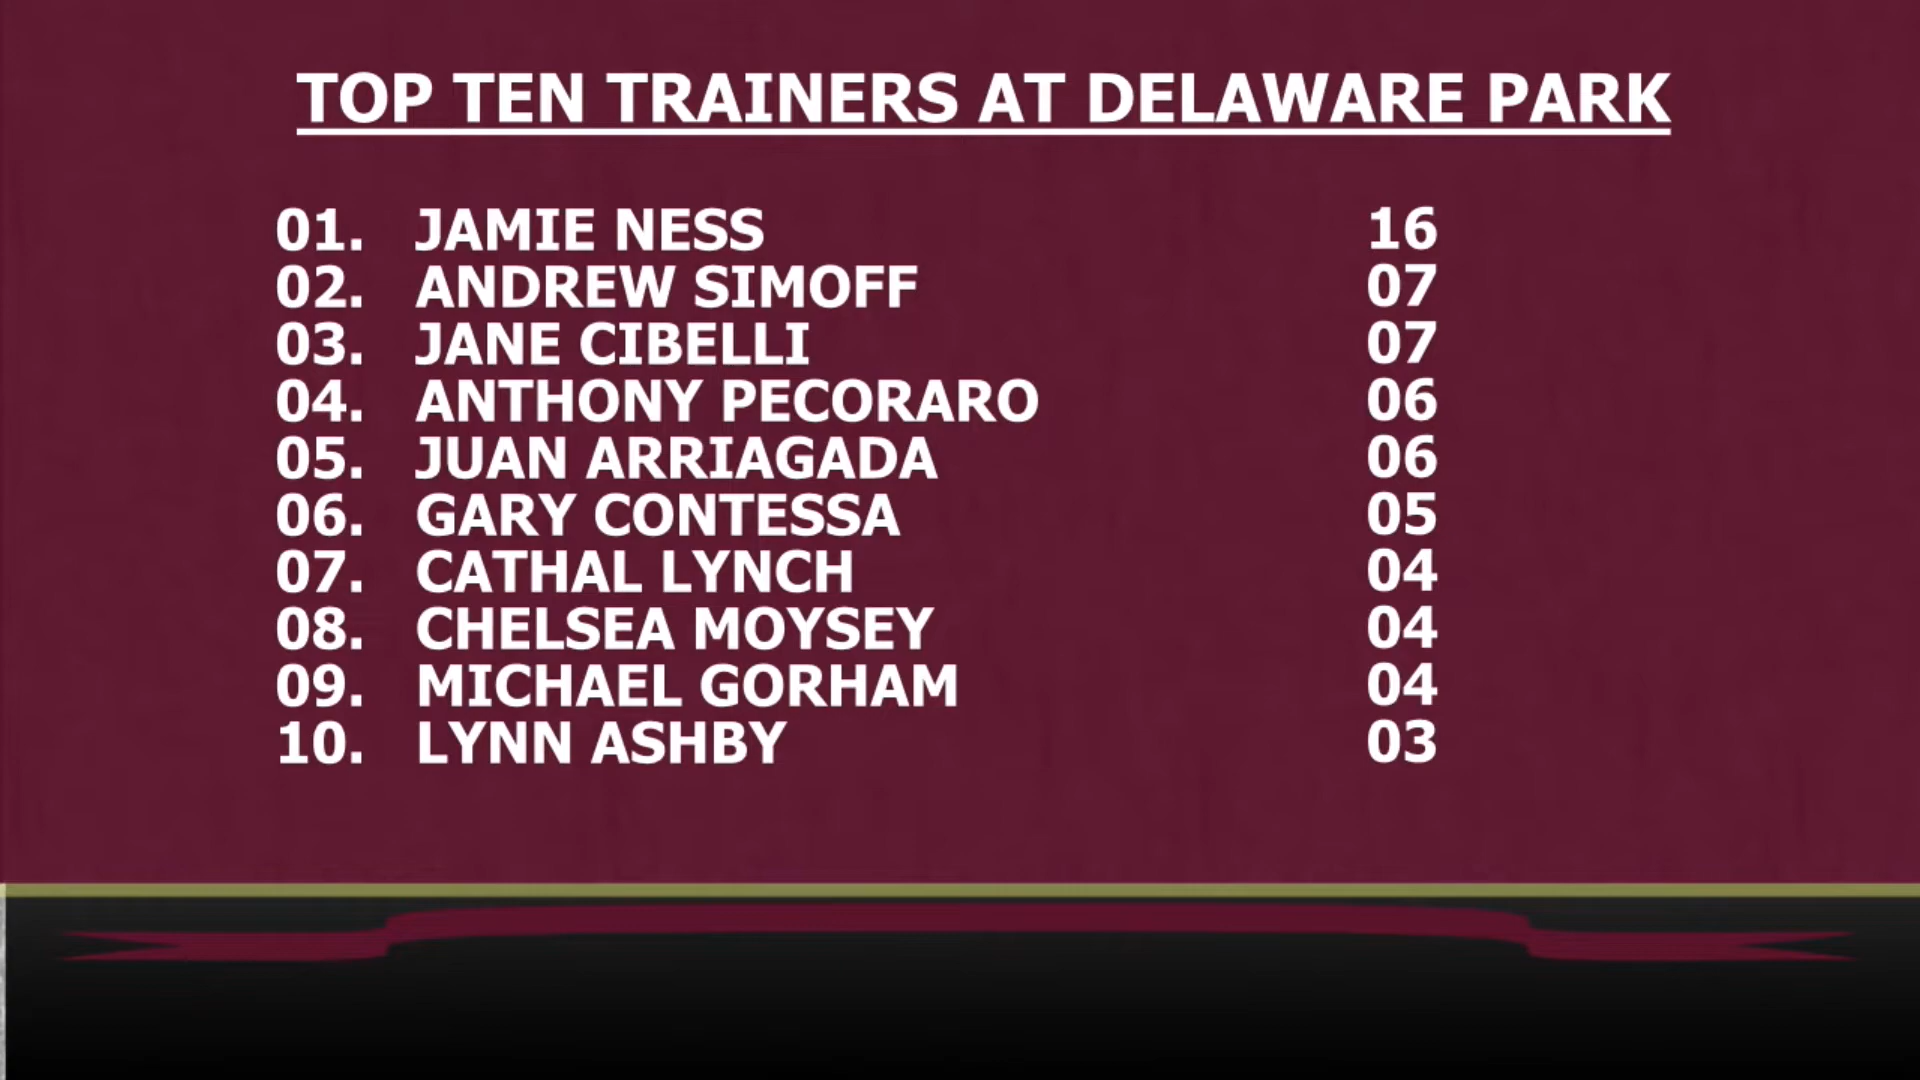 TOP TEN TRAINERS AT DELAWARE PARK
01. JAMIE NESS 16
02. ANDREW SIMOFF 07
03. JANE CIBELLI 07
04. ANTHONY PECORARO 06
05. JUAN ARRIAGADA 06
06. GARY CONTESSA 05
07. CATHAL LYNCH 04
08. CHELSEA MOYSEY 04
09. MICHAEL GORHAM 04
10. LYNN ASHBY 03